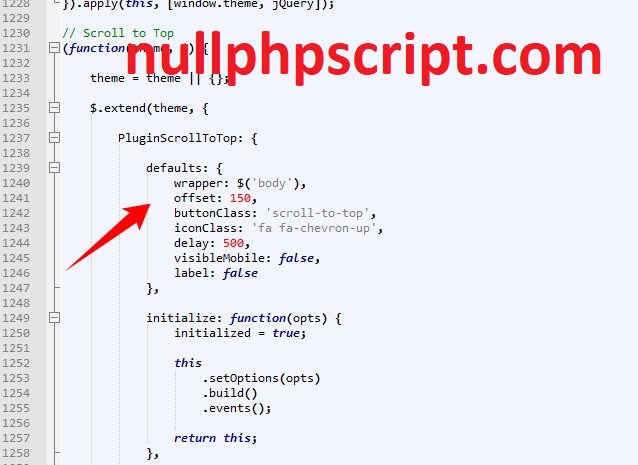 1228 }).apply(this, [window.theme, jQuery]);
1229
1230 // Scroll to Top
1231 (function(theme, $) {
nullphpscript.com
1232
1233 theme = theme || {};
1234
1235 $.extend(theme, {
1236
1237 PluginScrollToTop: {
1238
1239 defaults: {
1240 wrapper: $('body'),
1241 offset: 150,
1242 buttonClass: 'scroll-to-top',
1243 iconClass: 'fa fa-chevron-up',
1244 delay: 500,
1245 visibleMobile: false,
1246 label: false
1247 },
1248
1249 initialize: function(opts) {
1250 initialized = true;
1251
1252 this
1253 .setOptions(opts)
1254 .build()
1255 .events();
1256
1257 return this;
1258 },
1259